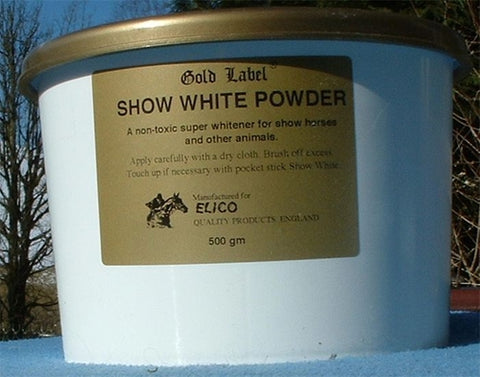 Gold Label®
SHOW WHITE POWDER
A non-toxic super whitener for show horses
and other animals.
Apply carefully with a dry cloth. Brush off excess.
Touch up if necessary with pocket stick Show White.
Manufactured for
ELICO
QUALITY PRODUCTS, ENGLAND
500 gm